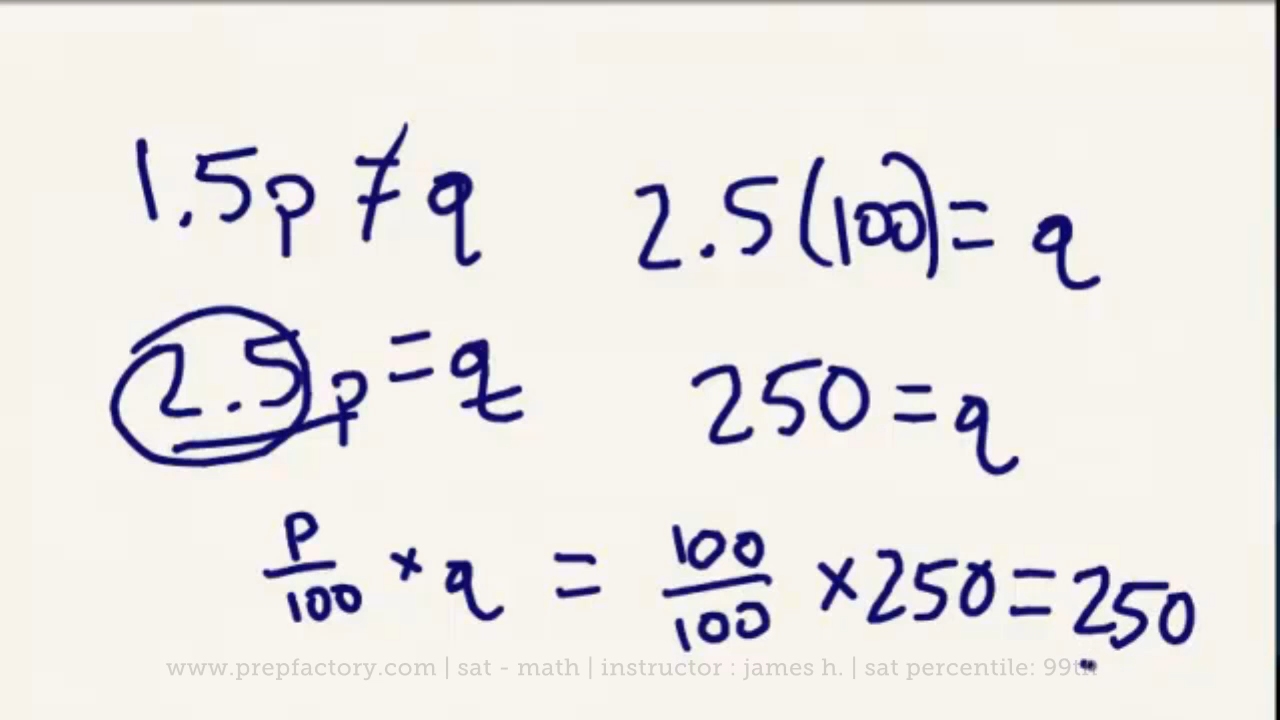 1.5p ≠ q
2.5p = q
2.5(100) = q
250 = q
p/100 × q = 100/100 × 250 = 250
www.prepfactory.com | sat - math | instructor : james h. | sat percentile: 99th